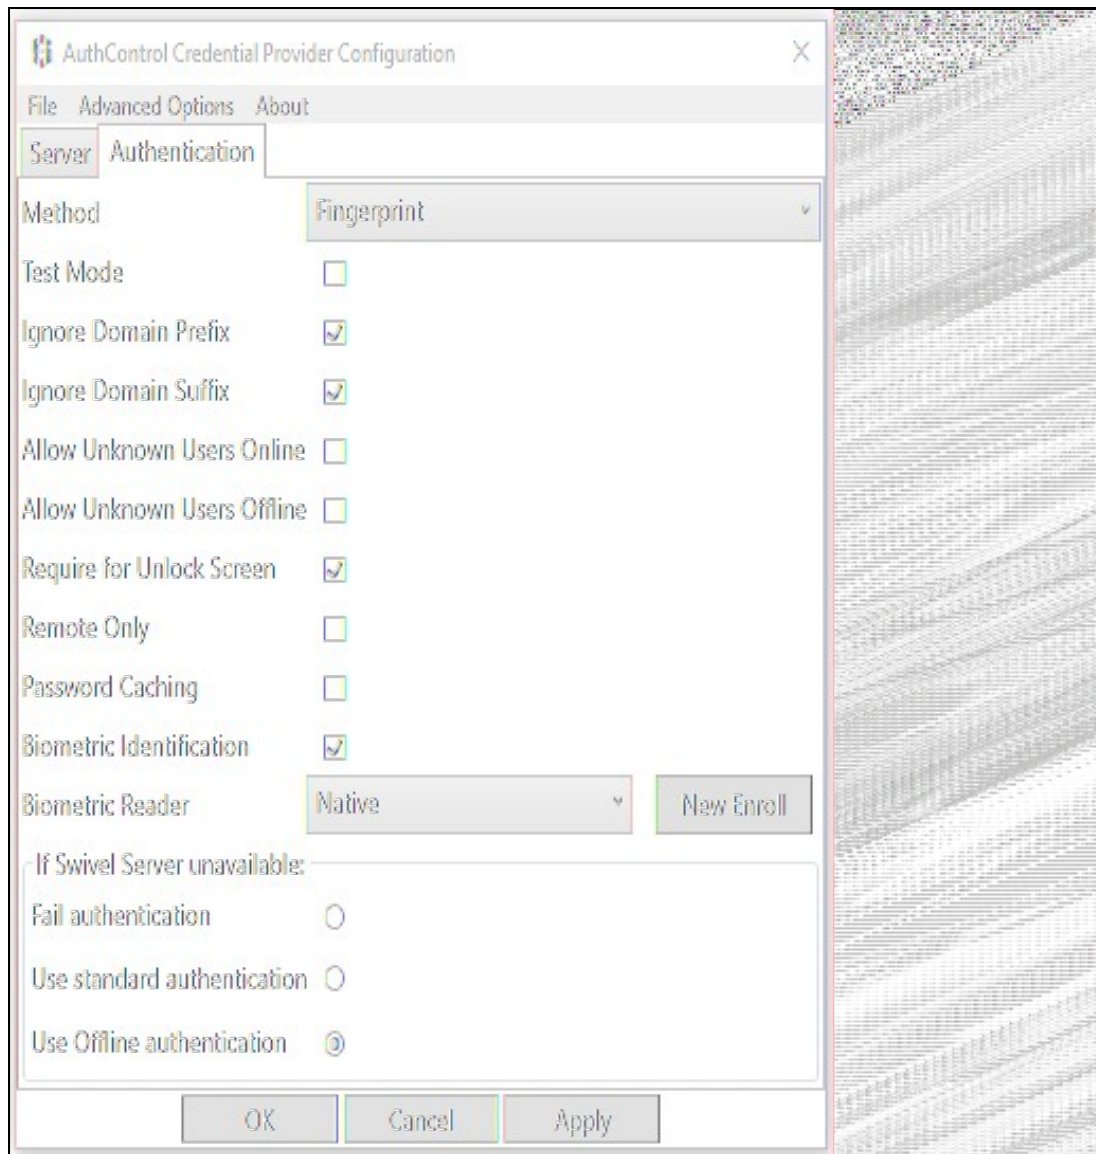 AuthControl Credential Provider Configuration
File Advanced Options About
Server Authentication
Method Fingerprint
Test Mode
Ignore Domain Prefix
Ignore Domain Suffix
Allow Unknown Users Online
Allow Unknown Users Offline
Require for Unlock Screen
Remote Only
Password Caching
Biometric Identification
Biometric Reader Native New Enroll
If Swivel Server unavailable:
Fail authentication
Use standard authentication
Use Offline authentication
OK Cancel Apply